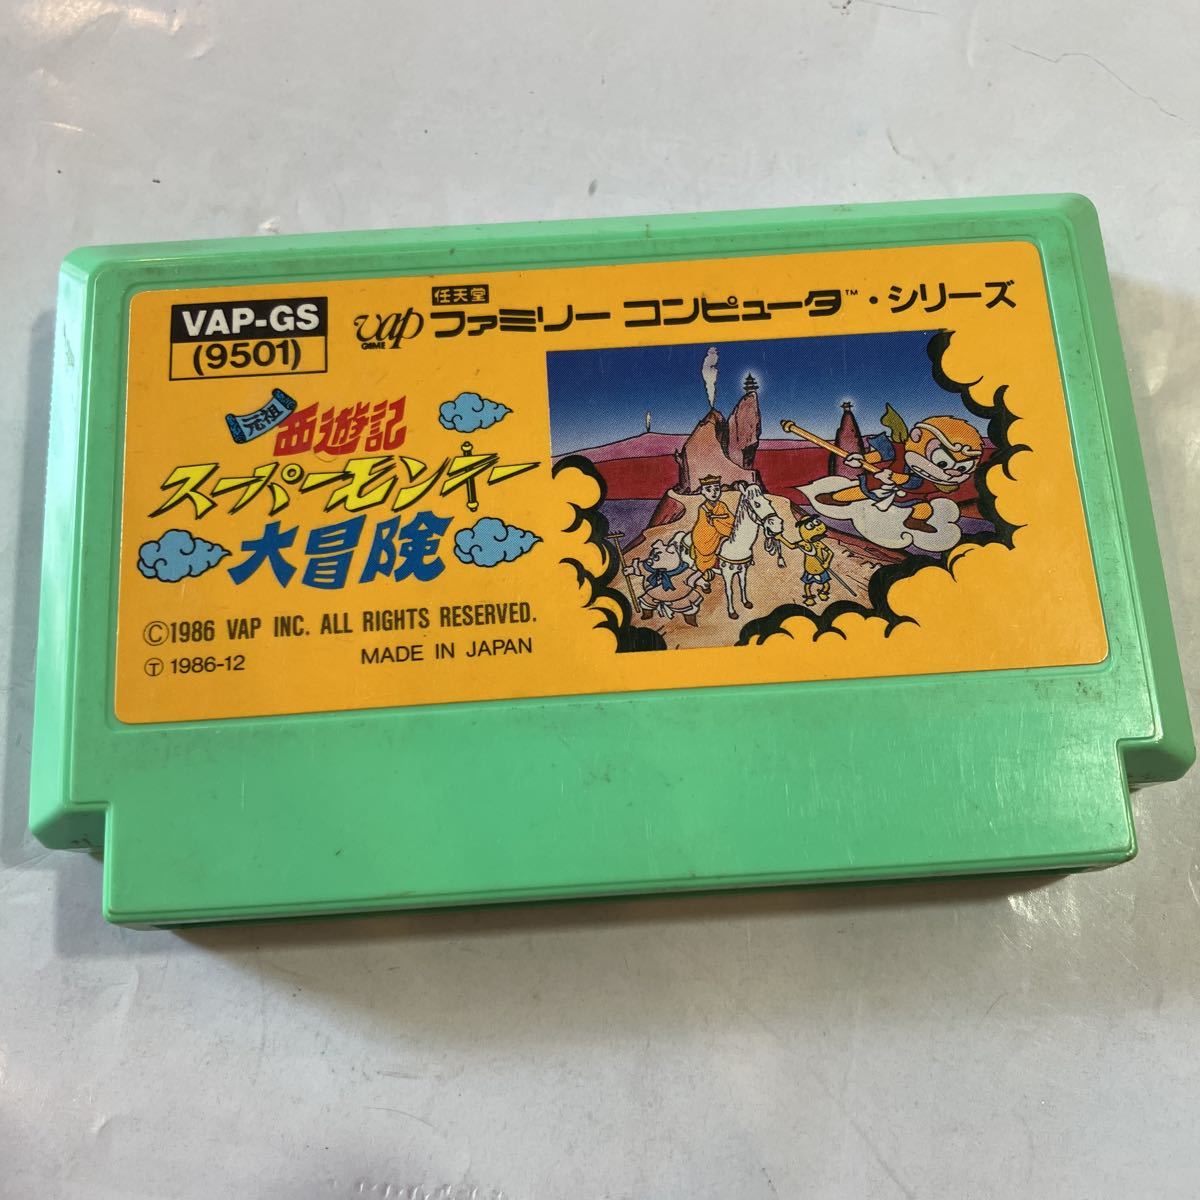 VAP-GS
(9501)
vap
GAME
任天堂
ファミリー コンピュータ™・シリーズ
元祖
西遊記
スーパーモンキー
大冒険
©1986 VAP INC. ALL RIGHTS RESERVED.
Ⓣ 1986-12
MADE IN JAPAN